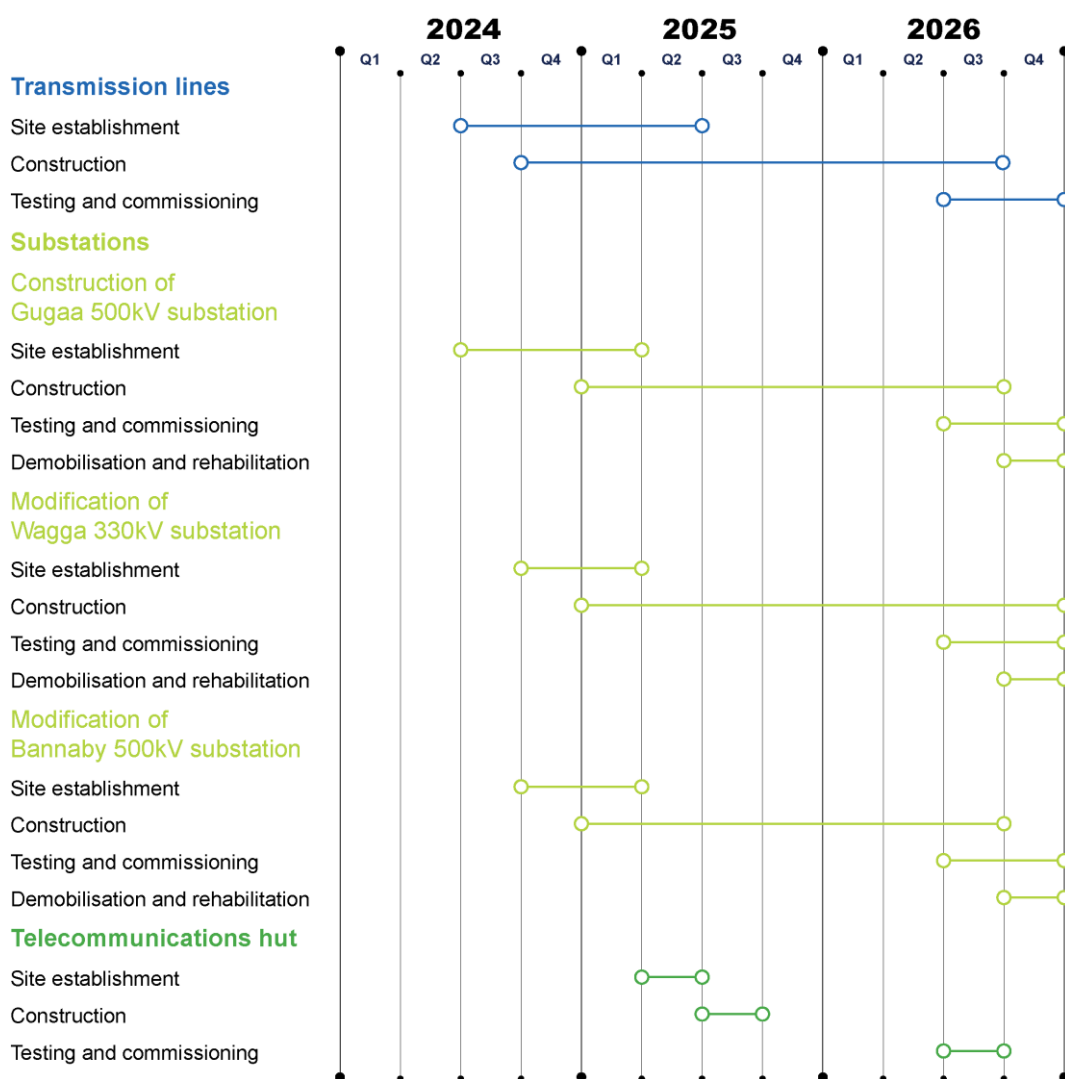 2024 2025 2026
Q1 Q2 Q3 Q4 Q1 Q2 Q3 Q4 Q1 Q2 Q3 Q4
Transmission lines
Site establishment
Construction
Testing and commissioning
Substations
Construction of
Gugaa 500kV substation
Site establishment
Construction
Testing and commissioning
Demobilisation and rehabilitation
Modification of
Wagga 330kV substation
Site establishment
Construction
Testing and commissioning
Demobilisation and rehabilitation
Modification of
Bannaby 500kV substation
Site establishment
Construction
Testing and commissioning
Demobilisation and rehabilitation
Telecommunications hut
Site establishment
Construction
Testing and commissioning